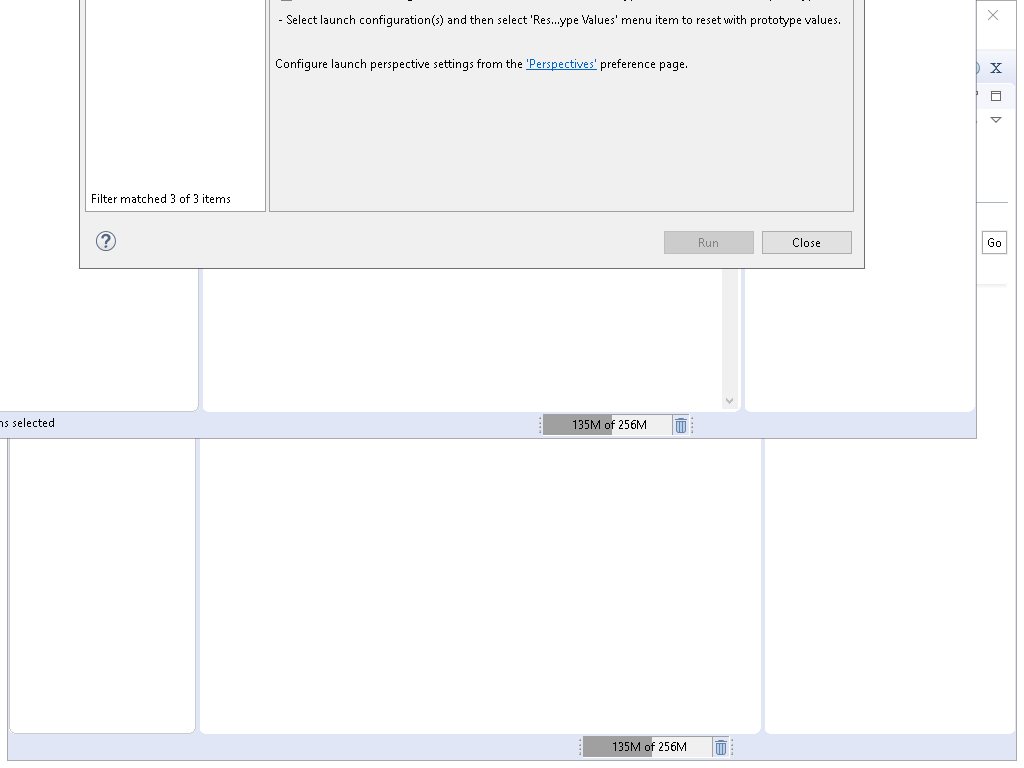 - Select launch configuration(s) and then select 'Res...ype Values' menu item to reset with prototype values.
Configure launch perspective settings from the 'Perspectives' preference page.
Filter matched 3 of 3 items
Run
Close
Go
selected
135M of 256M
135M of 256M